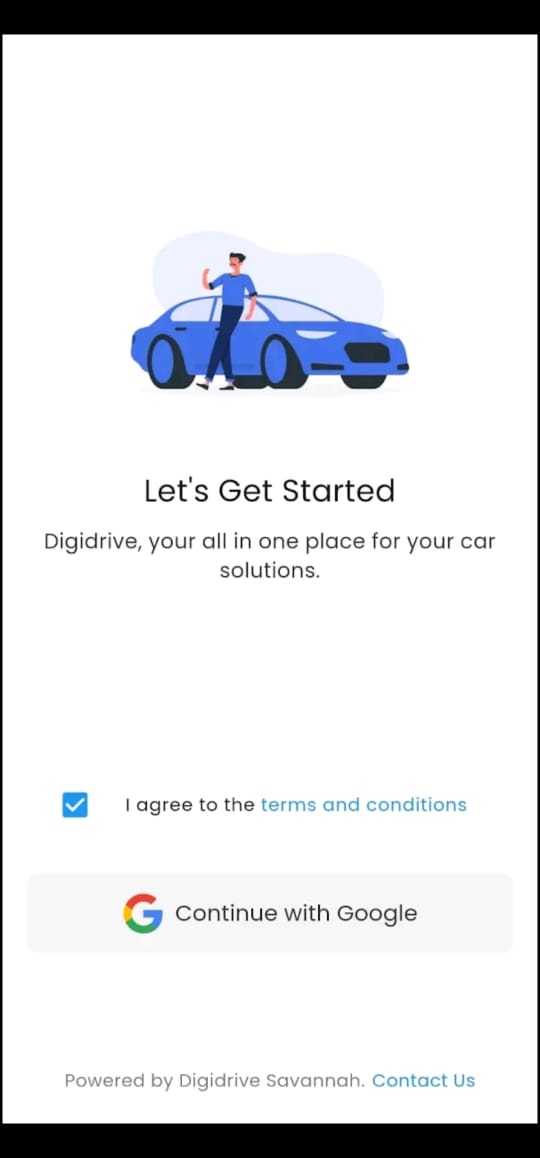 Let's Get Started
Digidrive, your all in one place for your car
solutions.
I agree to the terms and conditions
Continue with Google
Powered by Digidrive Savannah. Contact Us